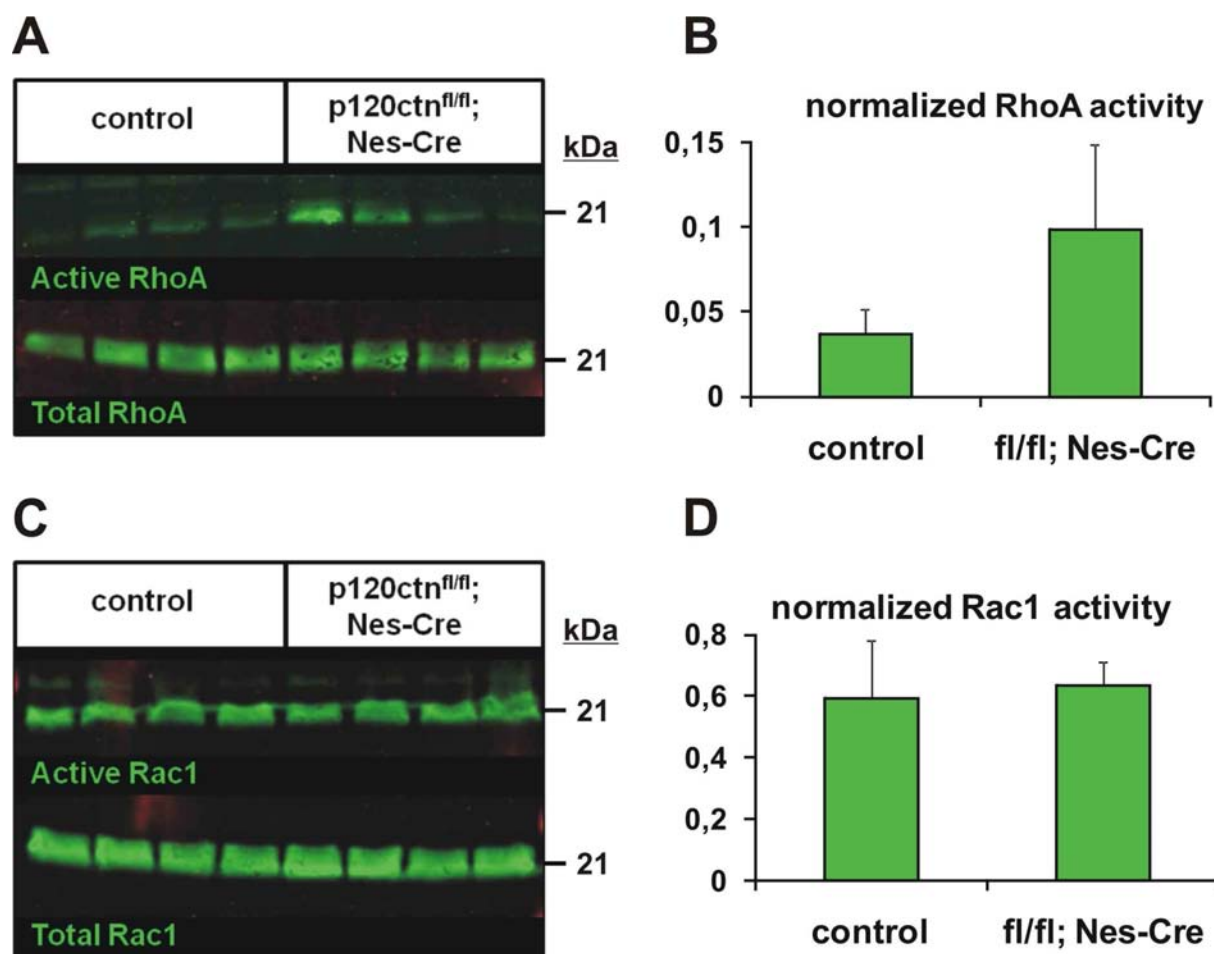 A
control
p120ctnfl/fl;
Nes-Cre
kDa
21
Active RhoA
21
Total RhoA
B
normalized RhoA activity
0,15
0,1
0,05
0
control
fl/fl; Nes-Cre
C
control
p120ctnfl/fl;
Nes-Cre
kDa
21
Active Rac1
21
Total Rac1
D
normalized Rac1 activity
0,8
0,6
0,4
0,2
0
control
fl/fl; Nes-Cre